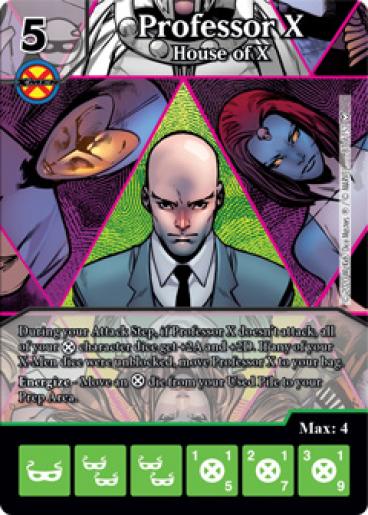 5
Professor X
House of X
X-MEN
During your Attack Step, if Professor X doesn't attack, all
of your character dice get +2A and +2D. If any of your
X-Men dice were unblocked, move Professor X to your bag.
Energize - Move an die from your Used Pile to your
Prep Area.
Max: 4
1 1 5
2 1 7
3 1 9